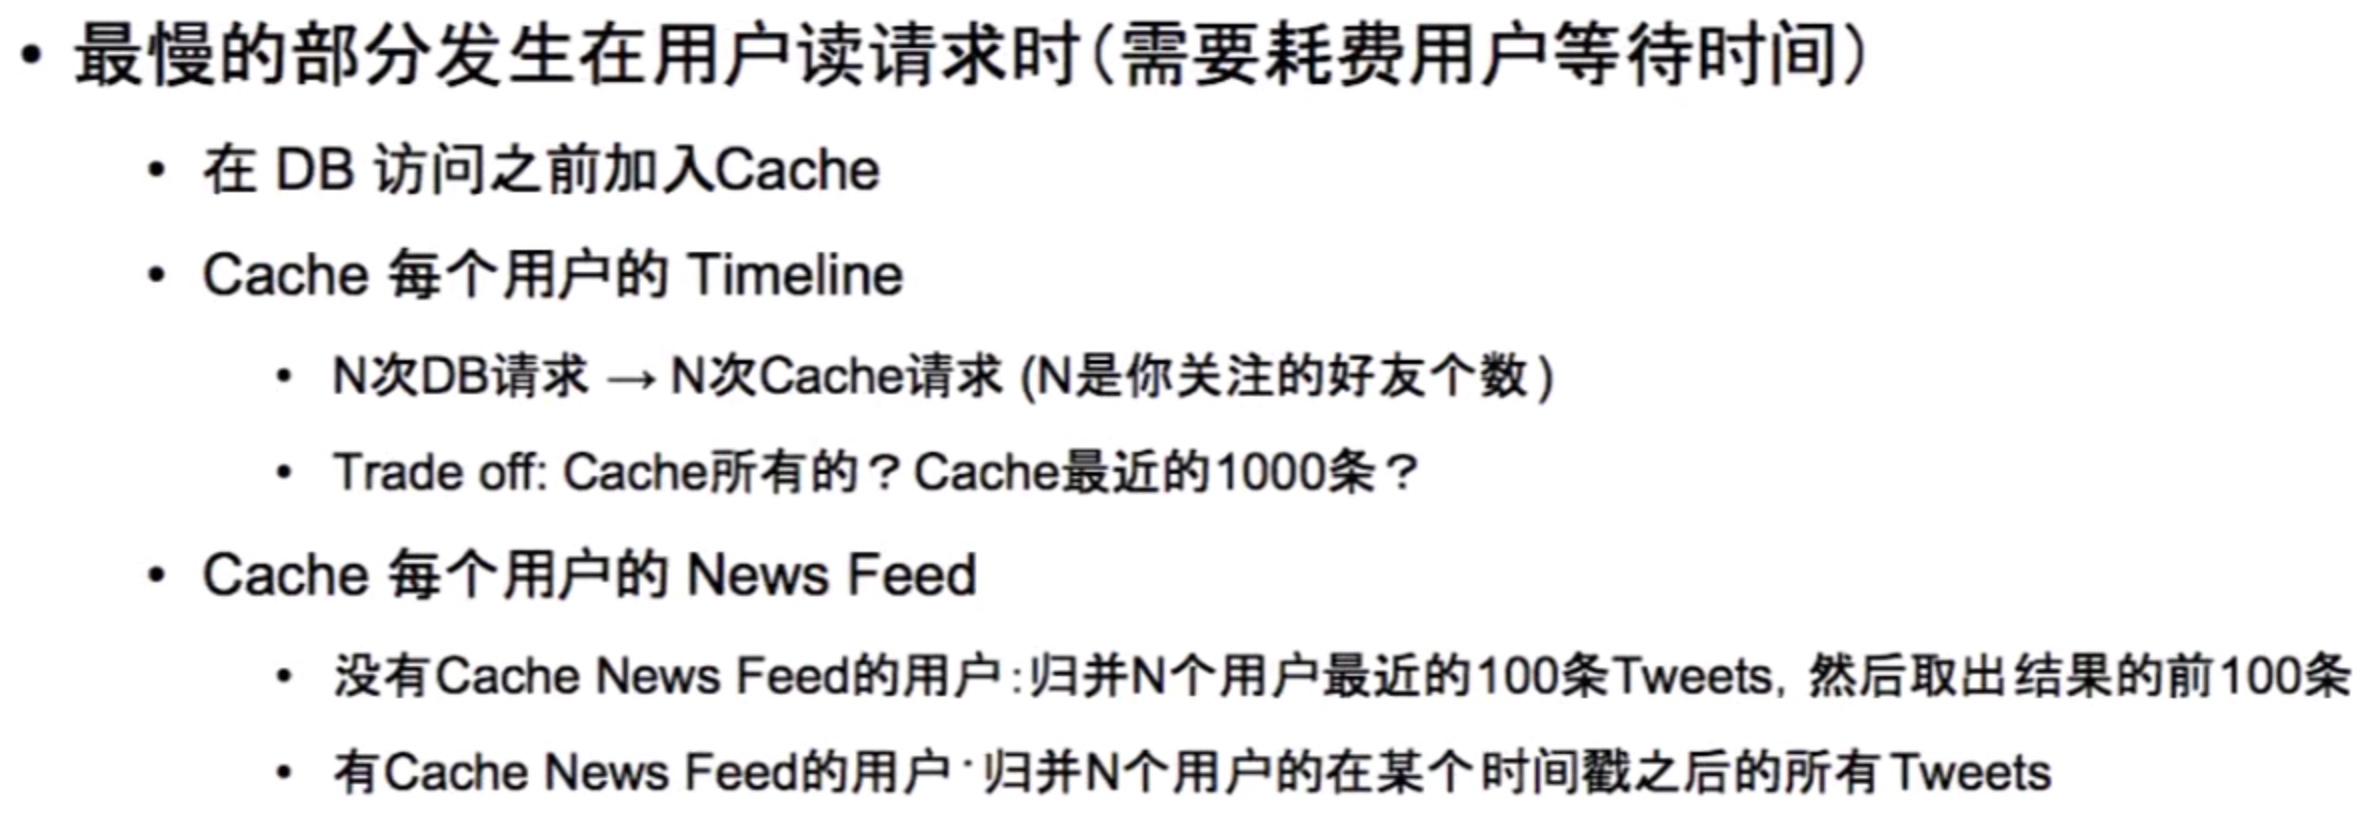 • 最慢的部分发生在用户读请求时(需要耗费用户等待时间)
• 在 DB 访问之前加入Cache
• Cache 每个用户的 Timeline
• N次DB请求 → N次Cache请求 (N是你关注的好友个数)
• Trade off: Cache所有的？Cache最近的1000条？
• Cache 每个用户的 News Feed
• 没有Cache News Feed的用户:归并N个用户最近的100条Tweets, 然后取出结果的前100条
• 有Cache News Feed的用户:归并N个用户的在某个时间戳之后的所有Tweets